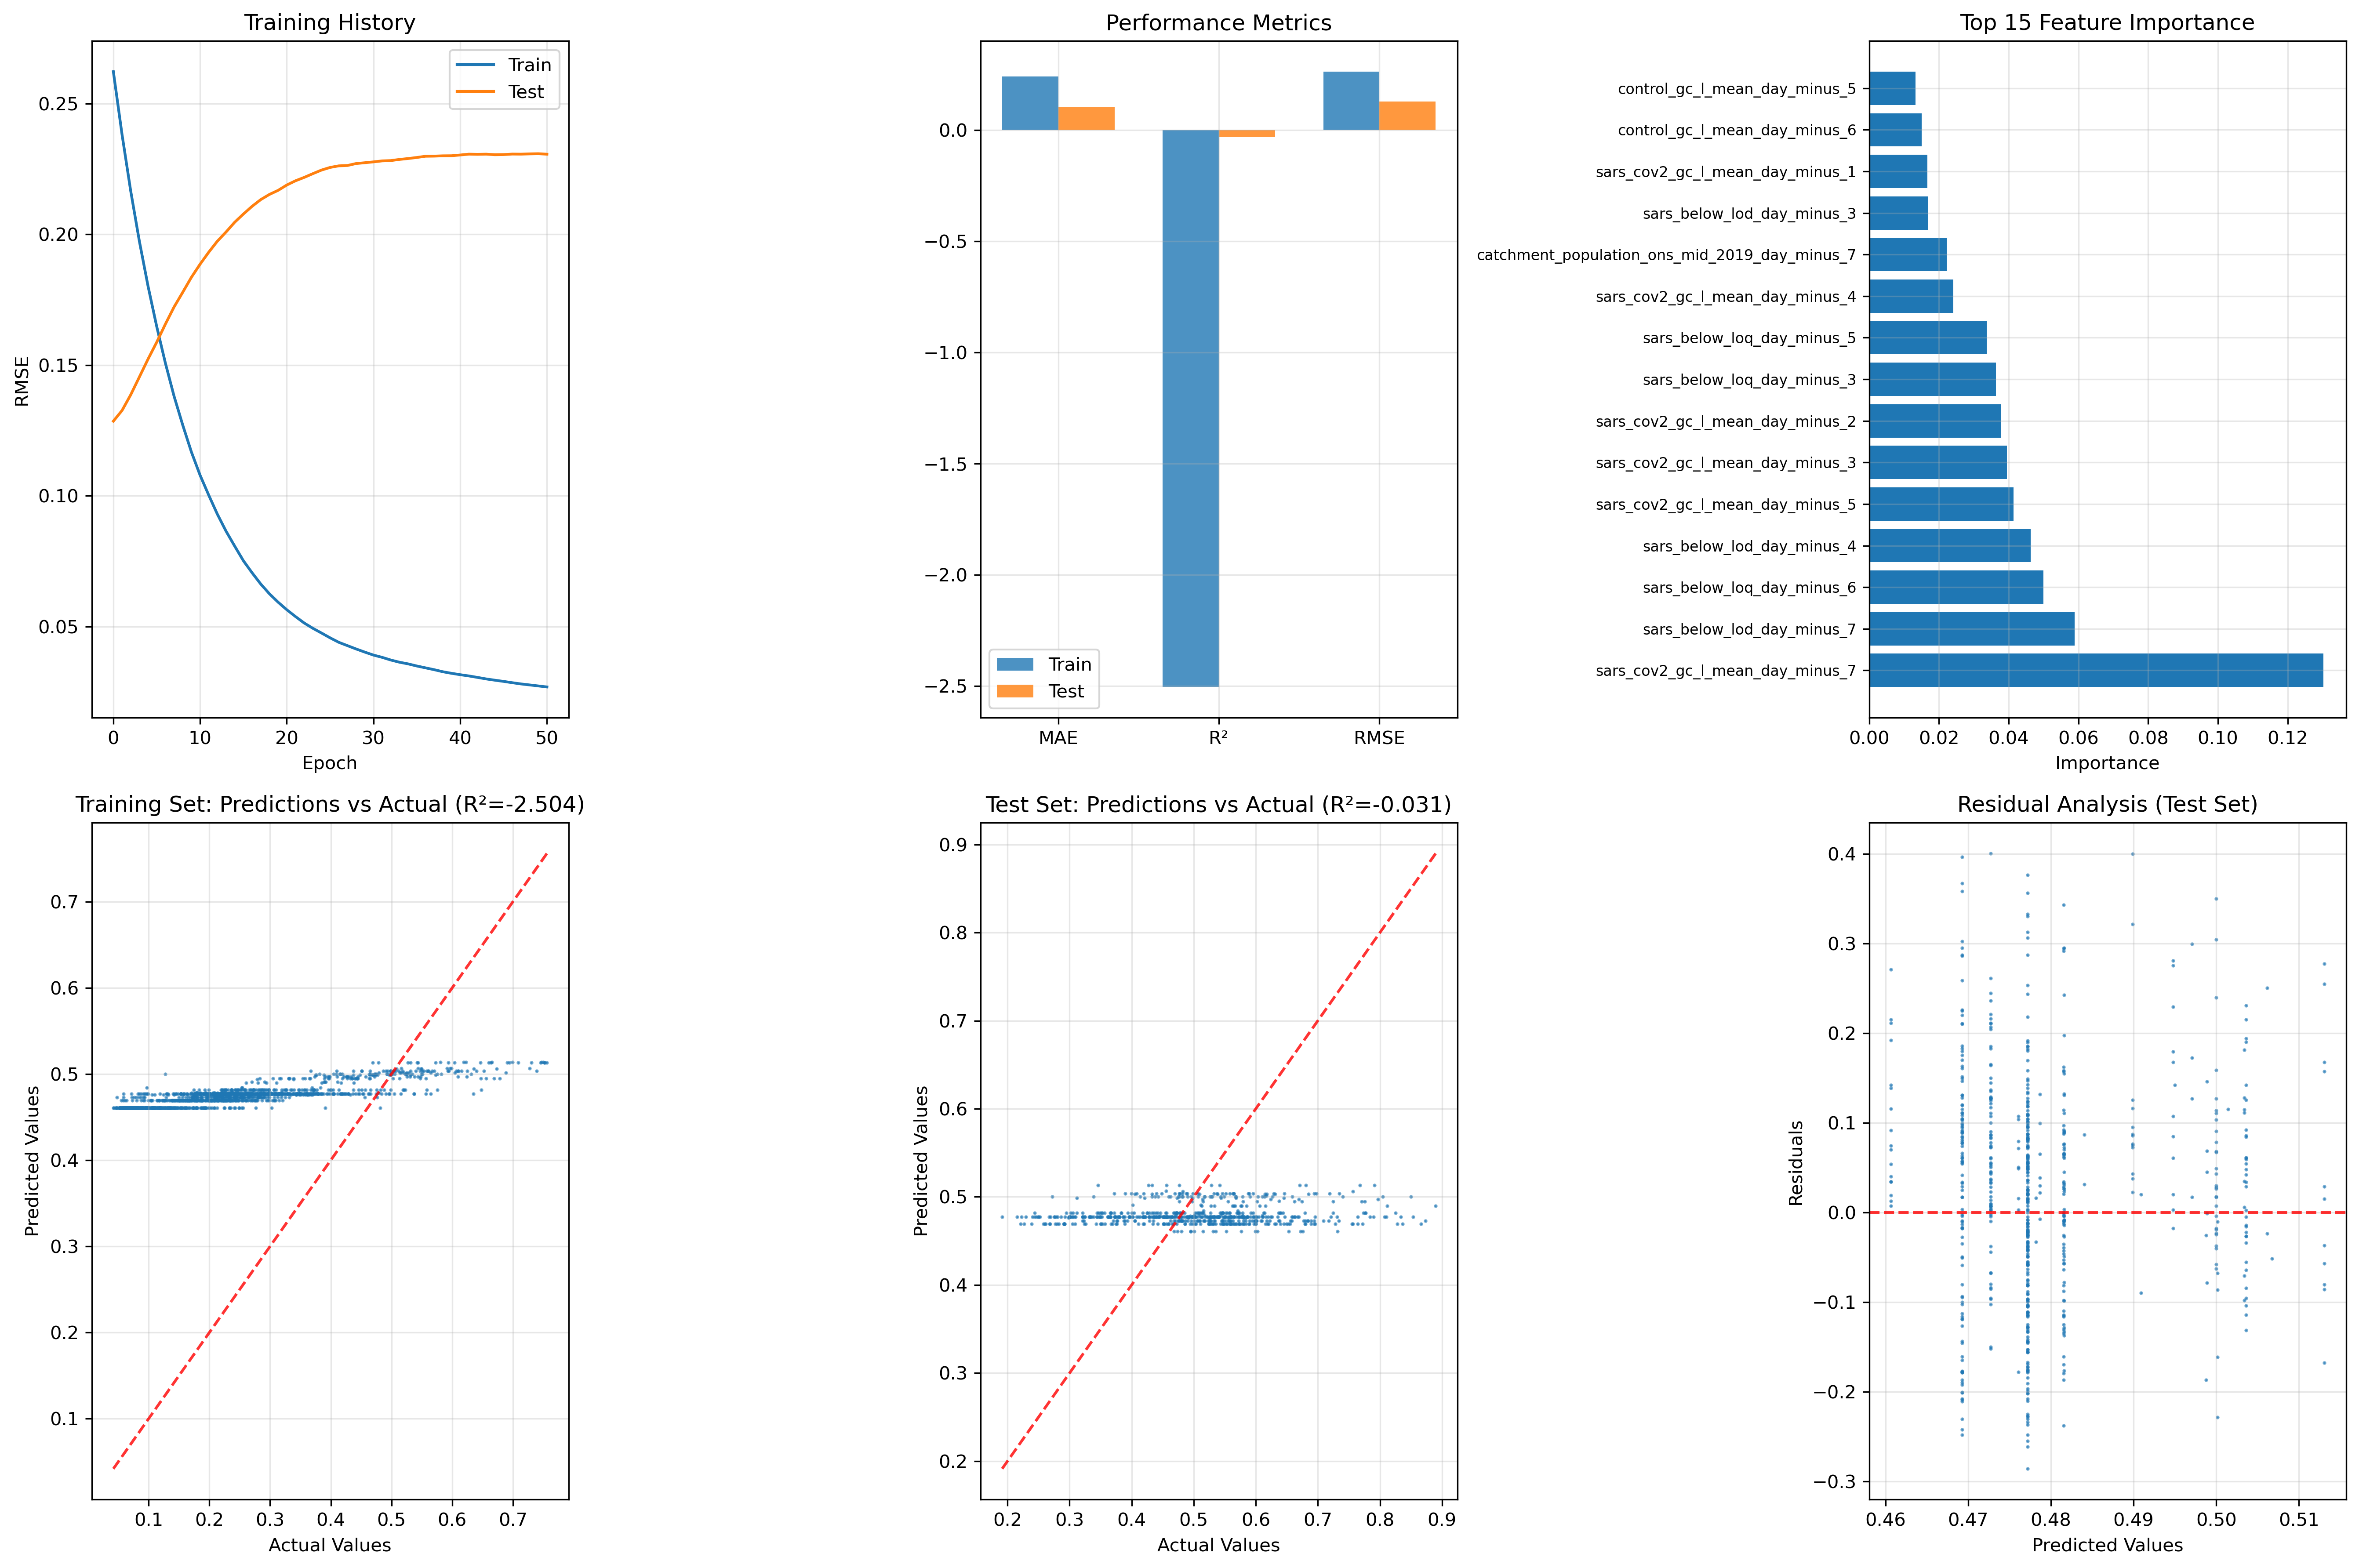 Training History
Train
Test
0.25
0.20
0.15
0.10
0.05
RMSE
0 10 20 30 40 50
Epoch
Performance Metrics
0.0
−0.5
−1.0
−1.5
−2.0
−2.5
Train
Test
MAE R² RMSE
Top 15 Feature Importance
control_gc_l_mean_day_minus_5
control_gc_l_mean_day_minus_6
sars_cov2_gc_l_mean_day_minus_1
sars_below_lod_day_minus_3
catchment_population_ons_mid_2019_day_minus_7
sars_cov2_gc_l_mean_day_minus_4
sars_below_loq_day_minus_5
sars_below_loq_day_minus_3
sars_cov2_gc_l_mean_day_minus_2
sars_cov2_gc_l_mean_day_minus_3
sars_cov2_gc_l_mean_day_minus_5
sars_below_lod_day_minus_4
sars_below_loq_day_minus_6
sars_below_lod_day_minus_7
sars_cov2_gc_l_mean_day_minus_7
0.00 0.02 0.04 0.06 0.08 0.10 0.12
Importance
Training Set: Predictions vs Actual (R²=-2.504)
0.7
0.6
0.5
0.4
0.3
0.2
0.1
Predicted Values
0.1 0.2 0.3 0.4 0.5 0.6 0.7
Actual Values
Test Set: Predictions vs Actual (R²=-0.031)
0.9
0.8
0.7
0.6
0.5
0.4
0.3
0.2
Predicted Values
0.2 0.3 0.4 0.5 0.6 0.7 0.8 0.9
Actual Values
Residual Analysis (Test Set)
0.4
0.3
0.2
0.1
0.0
−0.1
−0.2
−0.3
Residuals
0.46 0.47 0.48 0.49 0.50 0.51
Predicted Values